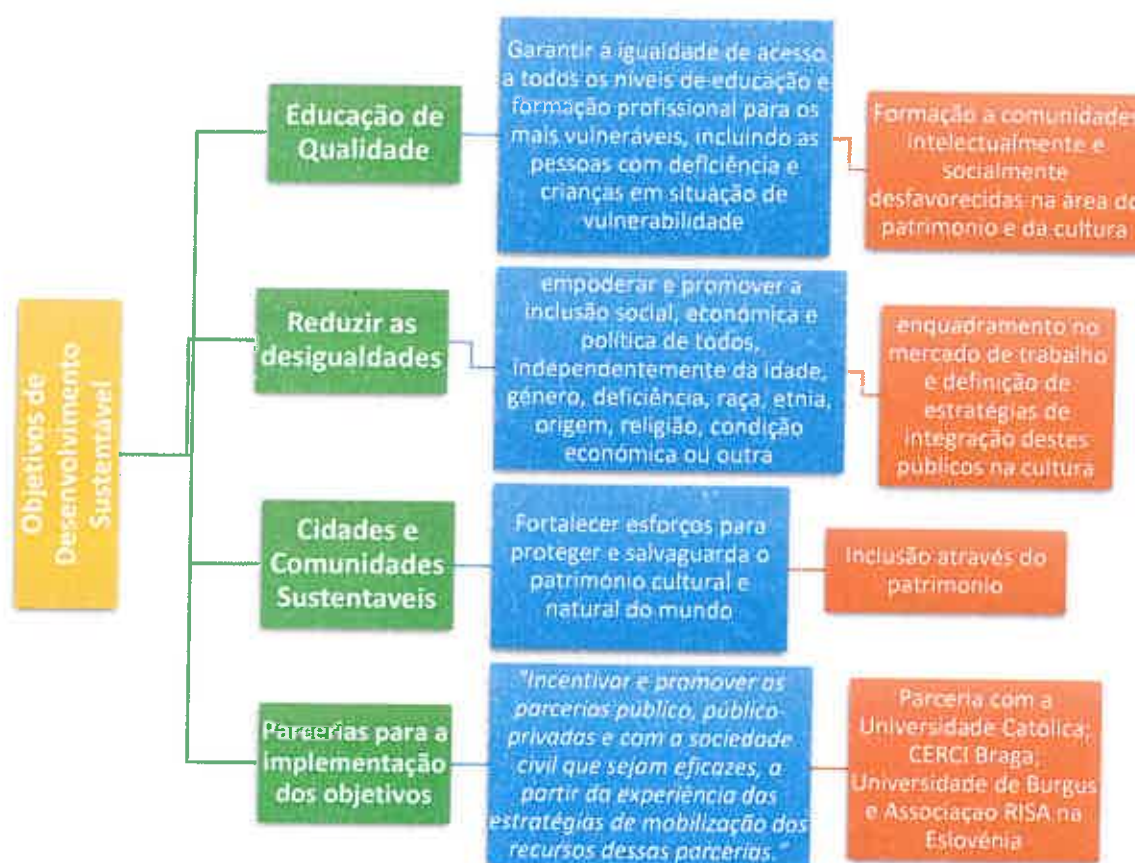 Objetivos de
Desenvolvimento
Sustentável
Educação de
Qualidade
Garantir a igualdade de acesso
a todos os níveis de educação e
formação profissional para os
mais vulneráveis, incluindo as
pessoas com deficiência e
crianças em situação de
vulnerabilidade
Formação a comunidades
intelectualmente e
socialmente
desfavorecidas na área do
patrimonio e da cultura
Reduzir as
desigualdades
empoderar e promover a
inclusão social, económica e
política de todos,
independentemente da idade,
género, deficiência, raça, etnia,
origem, religião, condição
económica ou outra
enquadramento no
mercado de trabalho
e definição de
estratégias de
integração destes
publicos na cultura
Cidades e
Comunidades
Sustentaveis
Fortalecer esforços para
proteger e salvaguarda o
património cultural e
natural do mundo
Inclusão através do
patrimonio
Parcerias para a
implementação
dos objetivos
"Incentivar e promover as
parcerias publico, público-
privadas e com a sociedade
civil que sejam eficazes, a
partir da experiência das
estratégias de mobilização dos
recursos dessas parcerias."
Parceria com a
Universidade Catolica;
CERCI Braga;
Universidade de Burgus
e Associaçao RISA na
Eslovénia